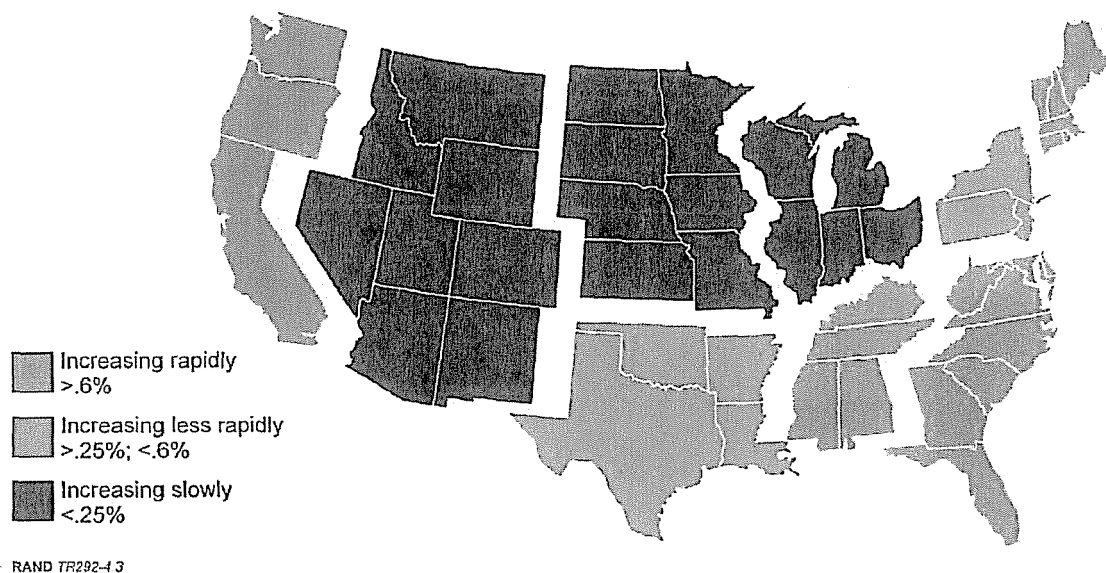 Increasing rapidly
>.6%
Increasing less rapidly
>.25%; <.6%
Increasing slowly
<.25%
RAND TR292-4.3